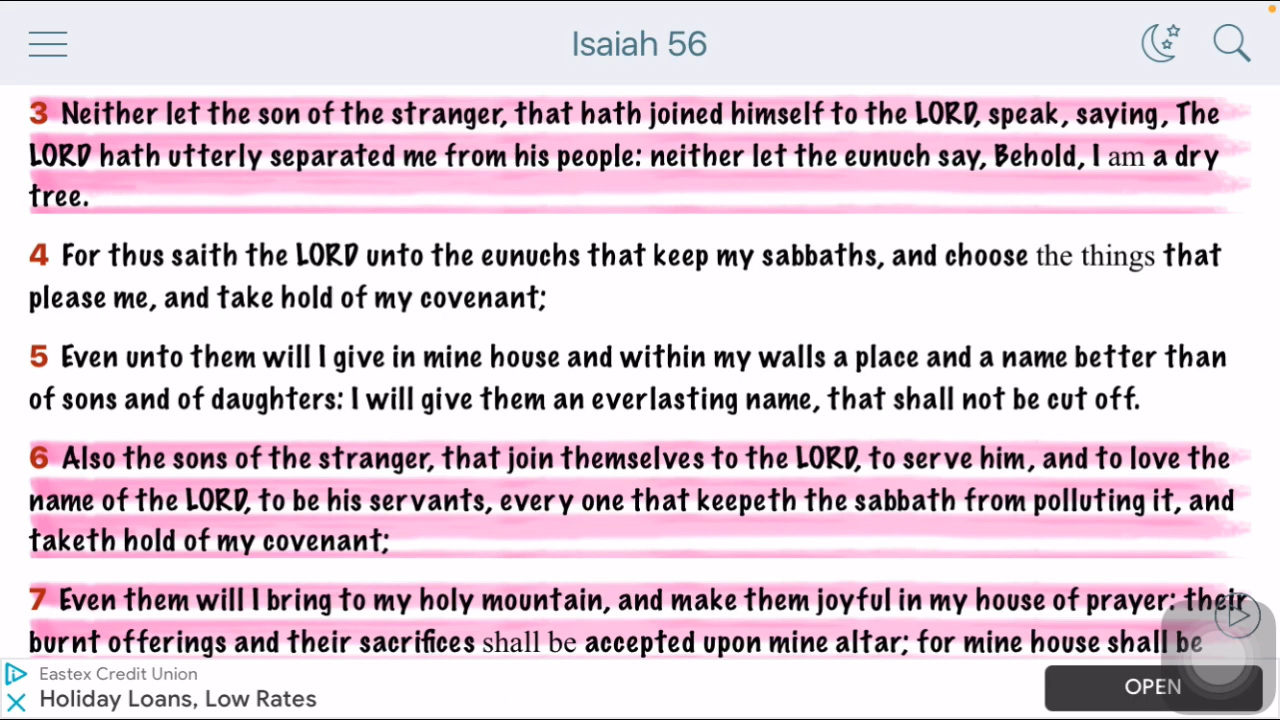 Isaiah 56
3 Neither let the son of the stranger, that hath joined himself to the LORD, speak, saying, The
LORD hath utterly separated me from his people: neither let the eunuch say, Behold, I am a dry
tree.
4 For thus saith the LORD unto the eunuchs that keep my sabbaths, and choose the things that
please me, and take hold of my covenant;
5 Even unto them will I give in mine house and within my walls a place and a name better than
of sons and of daughters: I will give them an everlasting name, that shall not be cut off.
6 Also the sons of the stranger, that join themselves to the LORD, to serve him, and to love the
name of the LORD, to be his servants, every one that keepeth the sabbath from polluting it, and
taketh hold of my covenant;
7 Even them will I bring to my holy mountain, and make them joyful in my house of prayer: their
burnt offerings and their sacrifices shall be accepted upon mine altar; for mine house shall be
Eastex Credit Union
Holiday Loans, Low Rates
OPEN